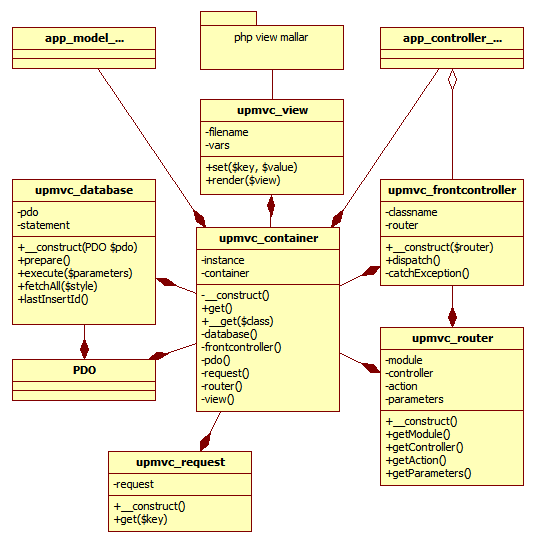 app_model_...
php view mallar
app_controller_...
upmvc_view
-filename
-vars
+set($key, $value)
+render($view)
upmvc_database
-pdo
-statement
+__construct(PDO $pdo)
+prepare()
+execute($parameters)
+fetchAll($style)
+lastInsertId()
upmvc_frontcontroller
-classname
-router
+__construct($router)
+dispatch()
-catchException()
upmvc_container
-instance
-container
-__construct()
+get()
+__get($class)
-database()
-frontcontroller()
-pdo()
-request()
-router()
-view()
PDO
upmvc_router
-module
-controller
-action
-parameters
+__construct()
+getModule()
+getController()
+getAction()
+getParameters()
upmvc_request
-request
+__construct()
+get($key)